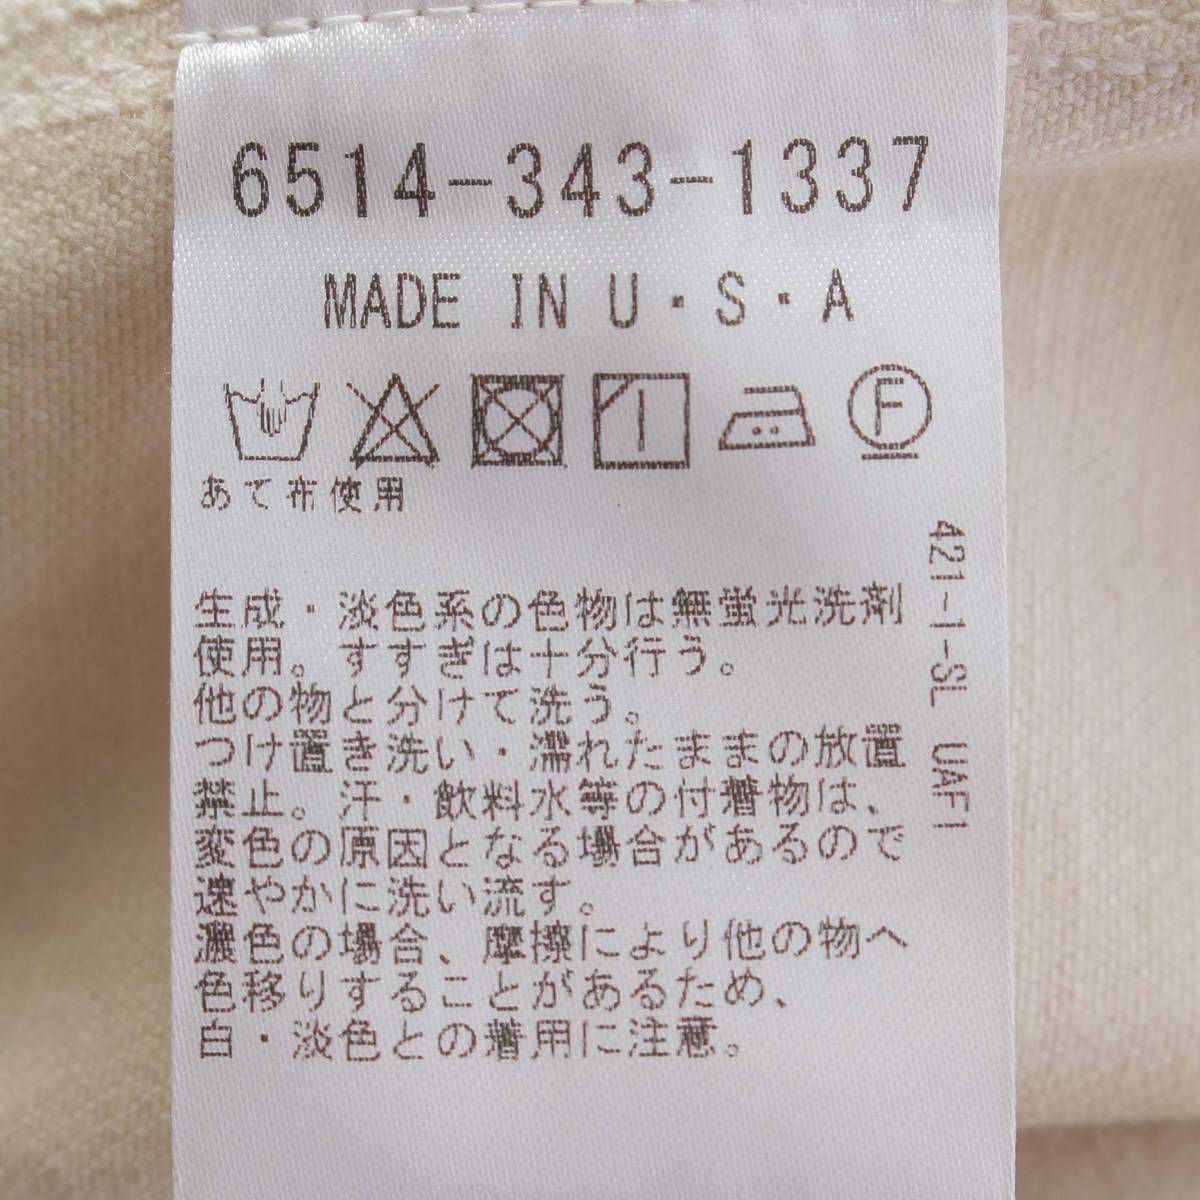 6514-343-1337
MADE IN U・S・A
F
あて布使用
生成・淡色系の色物は無蛍光洗剤
使用。すすぎは十分行う。
他の物と分けて洗う。
つけ置き洗い・濡れたままの放置
禁止。汗・飲料水等の付着物は、
変色の原因となる場合があるので
速やかに洗い流す。
濃色の場合、摩擦により他の物へ
色移りすることがあるため、
白・淡色との着用に注意。
421-1-SL UAF1